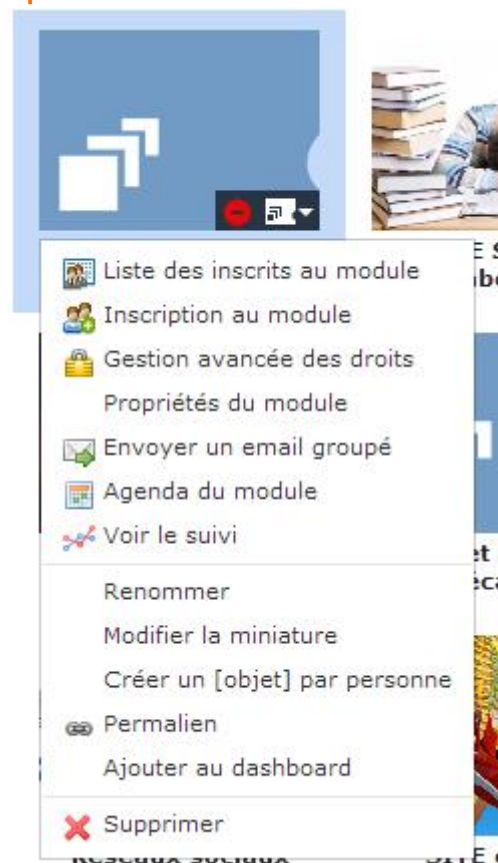 Liste des inscrits au module
Inscription au module
Gestion avancée des droits
Propriétés du module
Envoyer un email groupé
Agenda du module
Voir le suivi
Renommer
Modifier la miniature
Créer un [objet] par personne
Permalien
Ajouter au dashboard
Supprimer
Réseaux sociaux